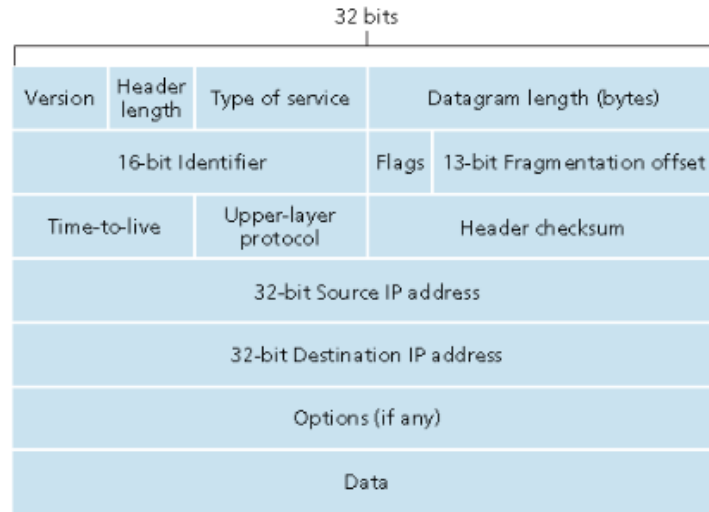 32 bits
Version
Header
length
Type of service
Datagram length (bytes)
16-bit Identifier
Flags
13-bit Fragmentation offset
Time-to-live
Upper-layer
protocol
Header checksum
32-bit Source IP address
32-bit Destination IP address
Options (if any)
Data